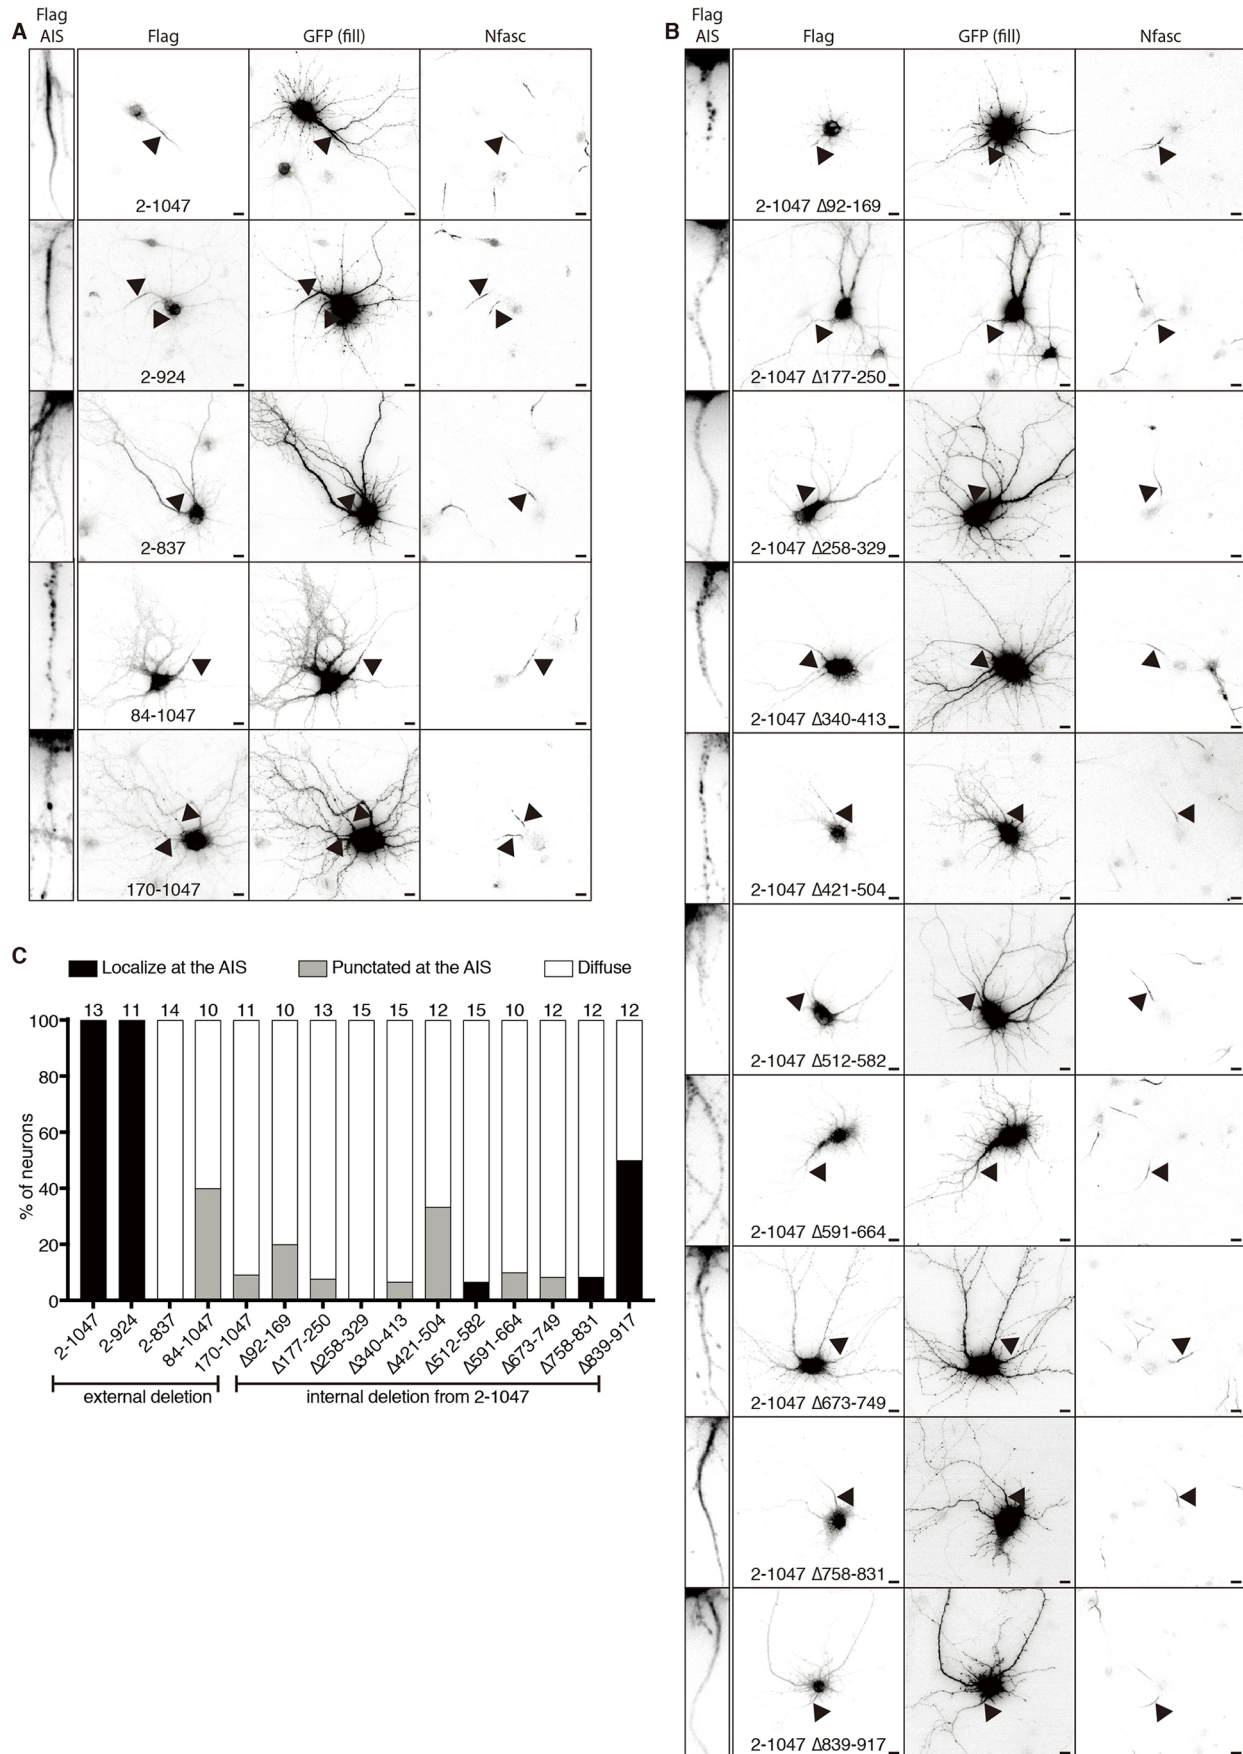 A
Flag
AIS
Flag
GFP (fill)
Nfasc
2-1047
2-924
2-837
84-1047
170-1047
B
Flag
AIS
Flag
GFP (fill)
Nfasc
2-1047 Δ92-169
2-1047 Δ177-250
2-1047 Δ258-329
2-1047 Δ340-413
2-1047 Δ421-504
2-1047 Δ512-582
2-1047 Δ591-664
2-1047 Δ673-749
2-1047 Δ758-831
2-1047 Δ839-917
C
Localize at the AIS
Punctated at the AIS
Diffuse
13 11 14 10 11 10 13 15 15 12 15 10 12 12 12
100
80
60
40
20
0
% of neurons
2-1047
2-924
2-837
84-1047
170-1047
Δ92-169
Δ177-250
Δ258-329
Δ340-413
Δ421-504
Δ512-582
Δ591-664
Δ673-749
Δ758-831
Δ839-917
external deletion
internal deletion from 2-1047